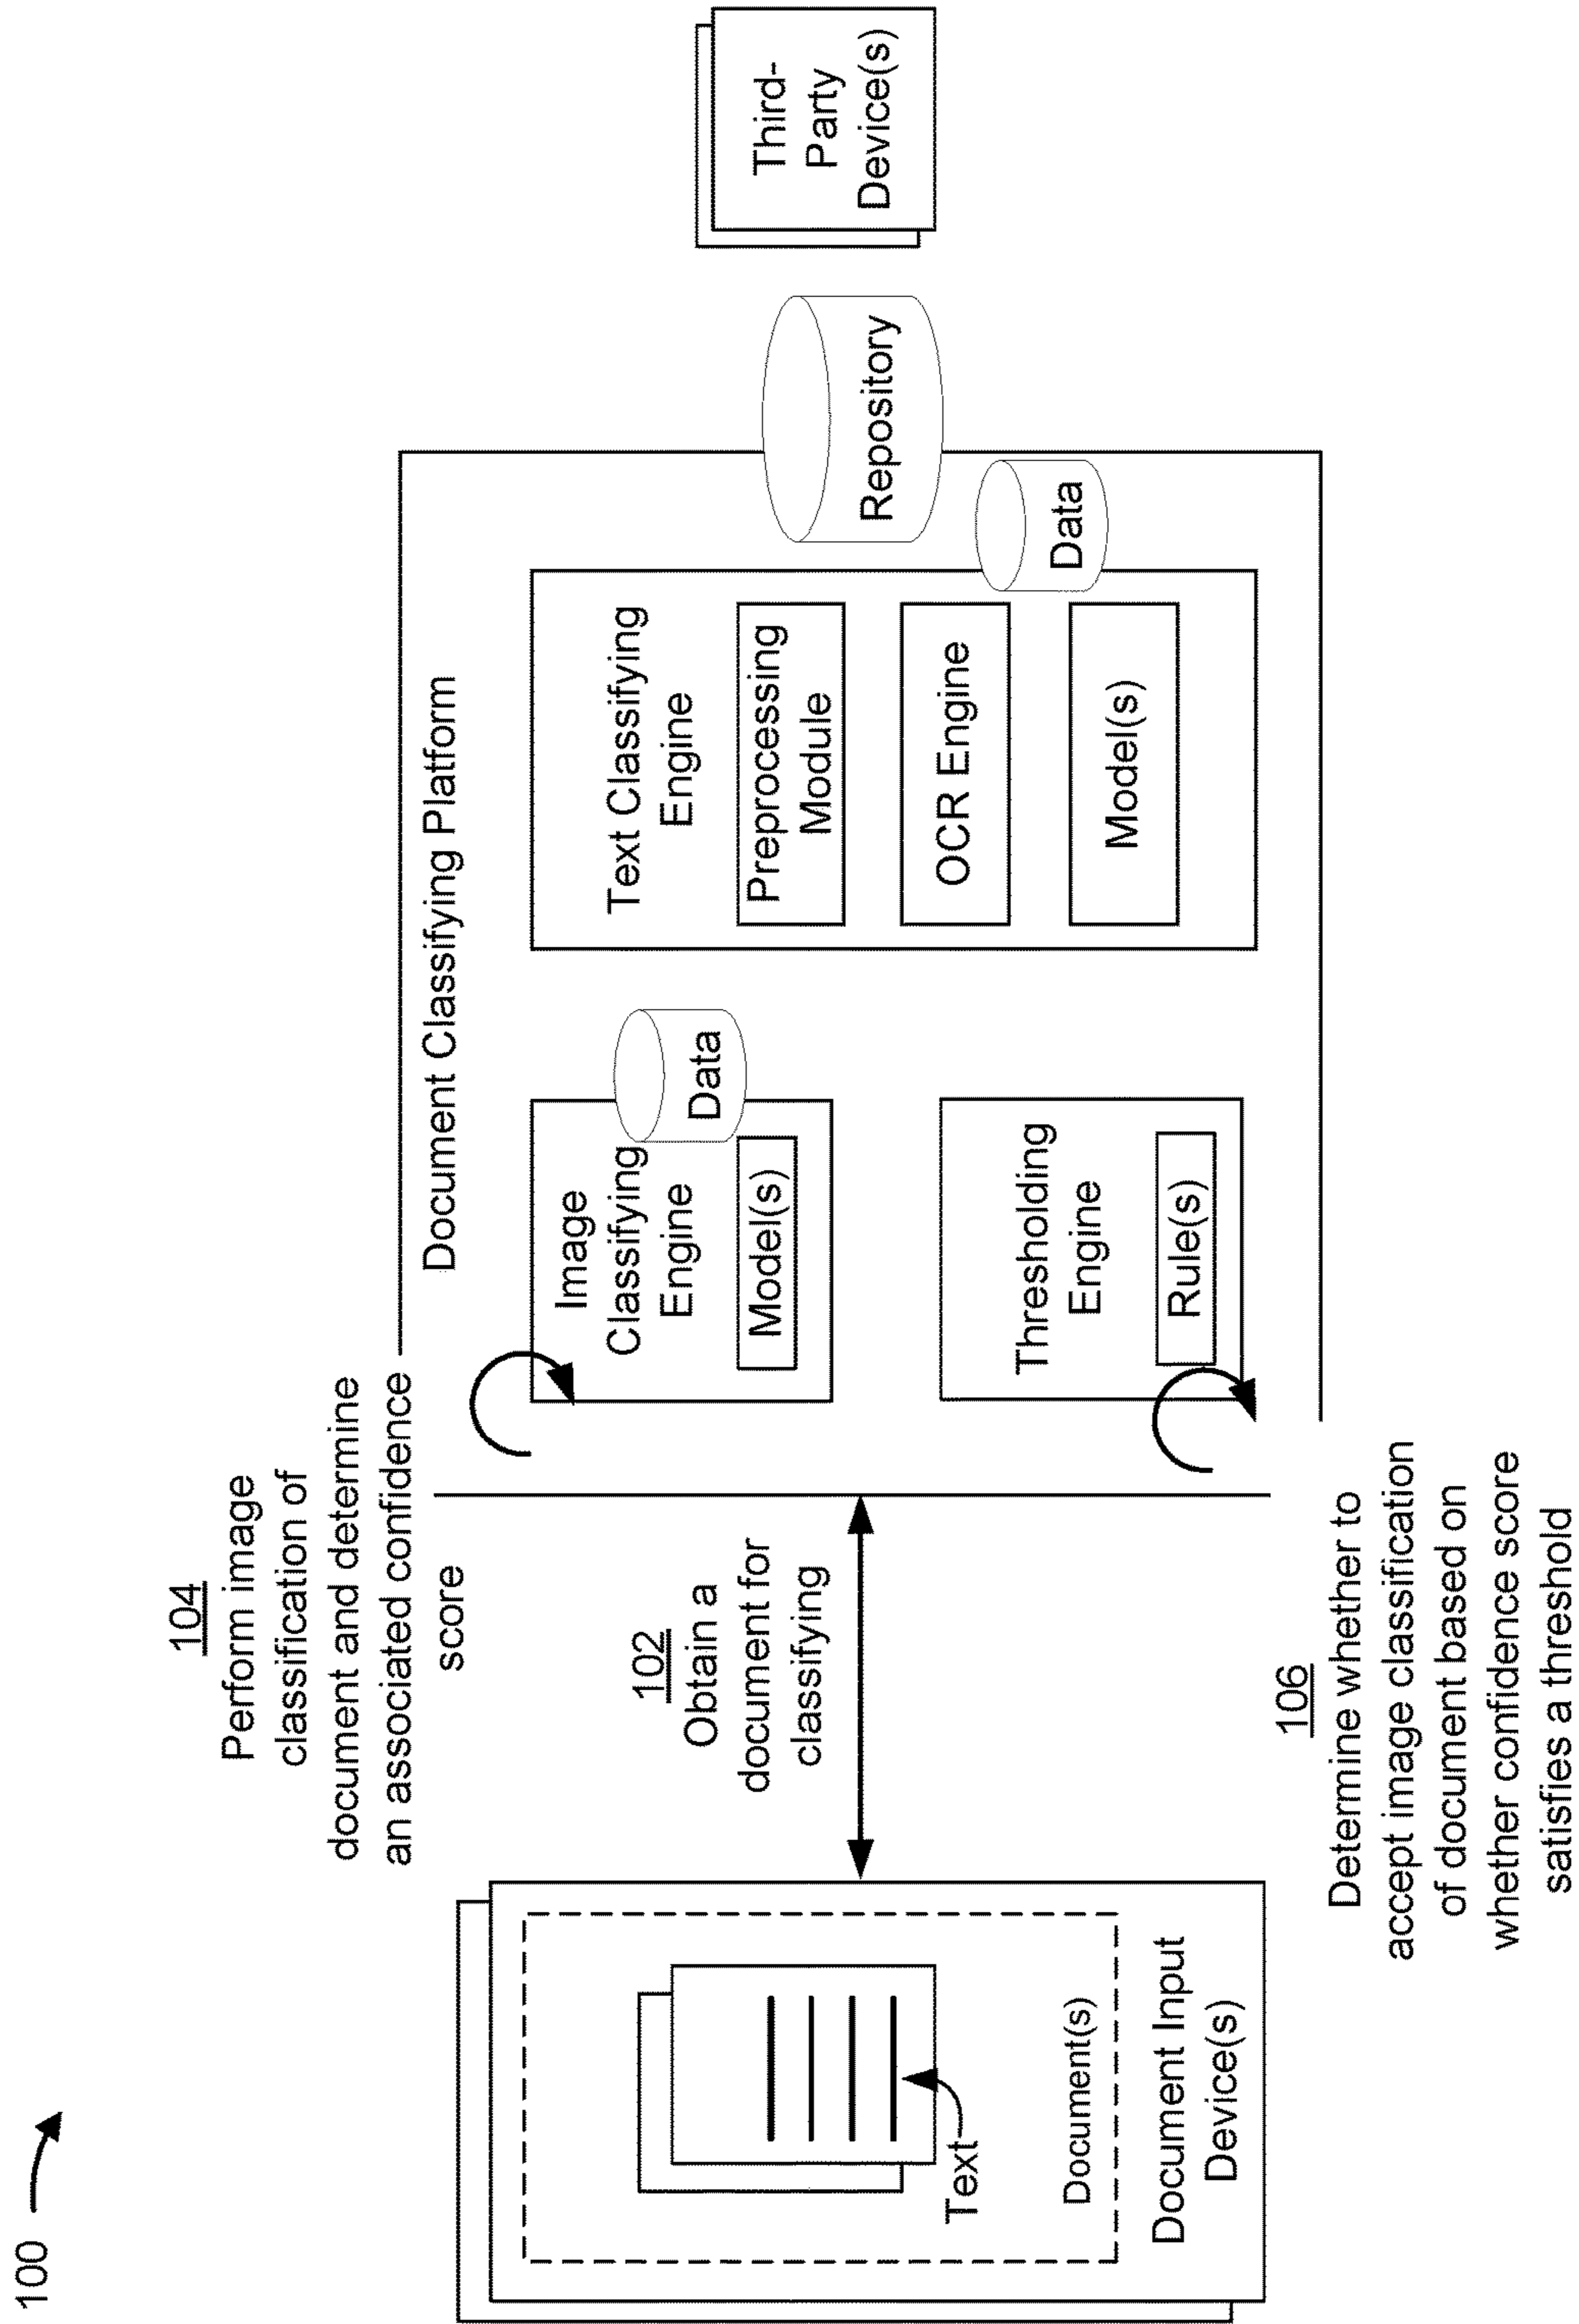 100
104
Perform image
classification of
document and determine
an associated confidence
score
102
Obtain a
document for
classifying
Text
Document(s)
Document Input
Device(s)
106
Determine whether to
accept image classification
of document based on
whether confidence score
satisfies a threshold
Document Classifying Platform
Image
Classifying
Engine
Model(s)
Data
Thresholding
Engine
Rule(s)
Text Classifying
Engine
Preprocessing
Module
OCR Engine
Model(s)
Data
Repository
Third-
Party
Device(s)